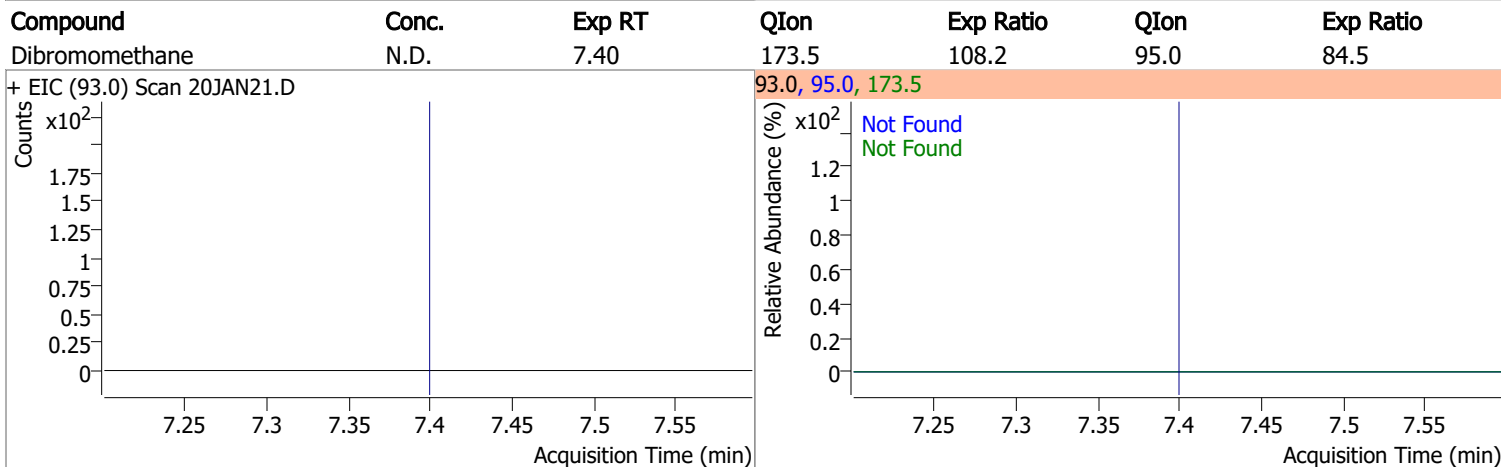 Compound Conc. Exp RT QIon Exp Ratio QIon Exp Ratio
Dibromomethane N.D. 7.40 173.5 108.2 95.0 84.5
+ EIC (93.0) Scan 20JAN21.D
Counts
x10²
1.75
1.5
1.25
1
0.75
0.5
0.25
0
7.25 7.3 7.35 7.4 7.45 7.5 7.55
Acquisition Time (min)
93.0, 95.0, 173.5
Relative Abundance (%)
x10²
Not Found
Not Found
1.2
1
0.8
0.6
0.4
0.2
0
7.25 7.3 7.35 7.4 7.45 7.5 7.55
Acquisition Time (min)